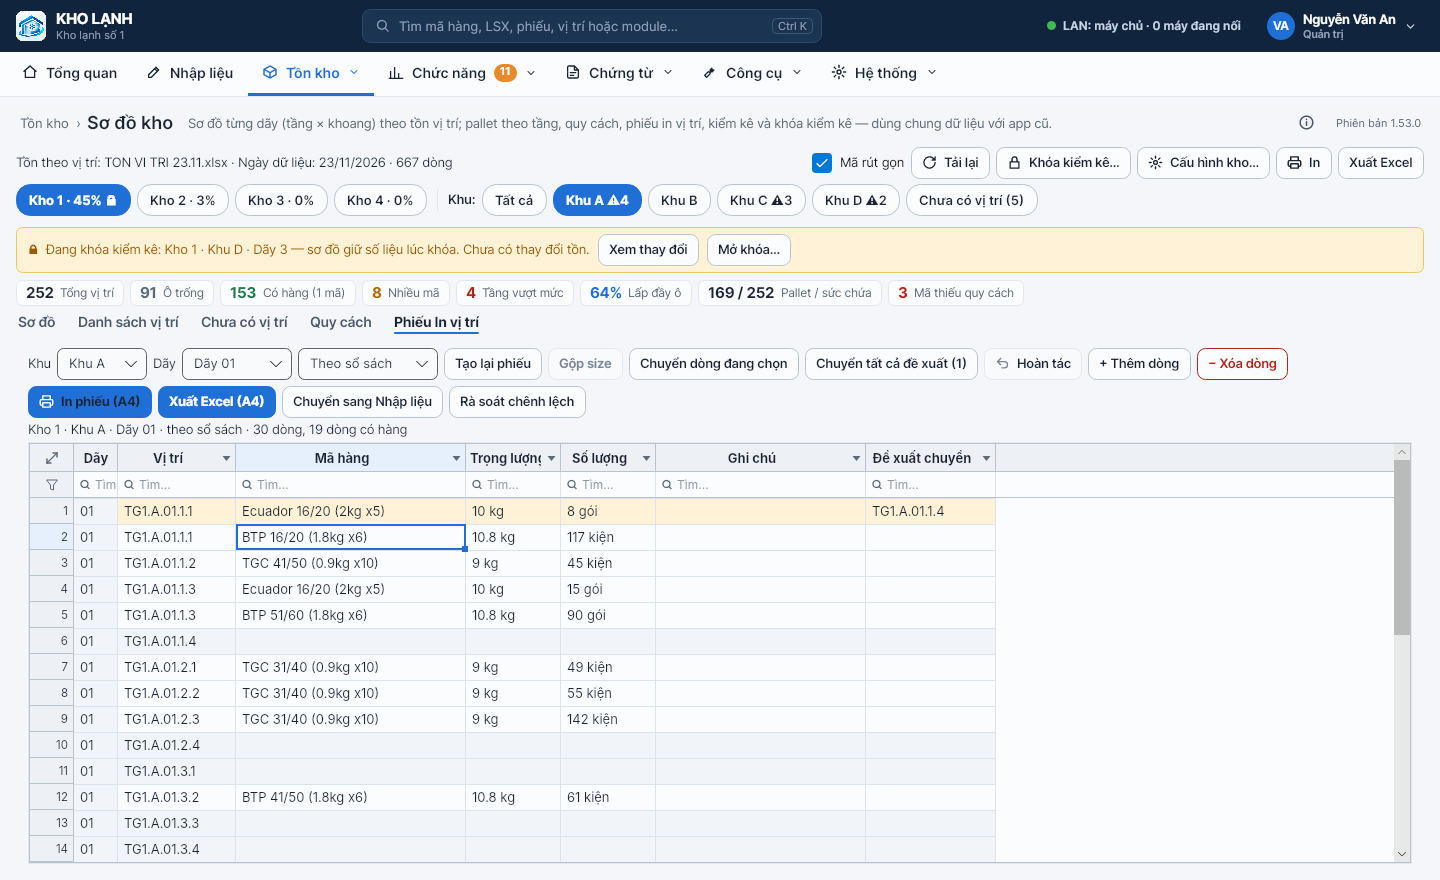 KHO LẠNH
Kho lạnh số 1
Tìm mã hàng, LSX, phiếu, vị trí hoặc module... Ctrl K
LAN: máy chủ · 0 máy đang nối
VA Nguyễn Văn An
Quản trị
Tổng quan Nhập liệu Tồn kho Chức năng 11 Chứng từ Công cụ Hệ thống
Tồn kho › Sơ đồ kho Sơ đồ từng dãy (tầng × khoang) theo tồn vị trí; pallet theo tầng, quy cách, phiếu in vị trí, kiểm kê và khóa kiểm kê — dùng chung dữ liệu với app cũ. Phiên bản 1.53.0
Tồn theo vị trí: TON VI TRI 23.11.xlsx · Ngày dữ liệu: 23/11/2026 · 667 dòng Mã rút gọn Tải lại Khóa kiểm kê... Cấu hình kho... In Xuất Excel
Kho 1 · 45% Kho 2 · 3% Kho 3 · 0% Kho 4 · 0% Khu: Tất cả Khu A ⚠4 Khu B Khu C ⚠3 Khu D ⚠2 Chưa có vị trí (5)
Đang khóa kiểm kê: Kho 1 · Khu D · Dãy 3 — sơ đồ giữ số liệu lúc khóa. Chưa có thay đổi tồn. Xem thay đổi Mở khóa...
252 Tổng vị trí 91 Ô trống 153 Có hàng (1 mã) 8 Nhiều mã 4 Tầng vượt mức 64% Lấp đầy ô 169 / 252 Pallet / sức chứa 3 Mã thiếu quy cách
Sơ đồ Danh sách vị trí Chưa có vị trí Quy cách Phiếu In vị trí
Khu Khu A Dãy Dãy 01 Theo sổ sách Tạo lại phiếu Gộp size Chuyển dòng đang chọn Chuyển tất cả đề xuất (1) Hoàn tác + Thêm dòng − Xóa dòng
In phiếu (A4) Xuất Excel (A4) Chuyển sang Nhập liệu Rà soát chênh lệch
Kho 1 · Khu A · Dãy 01 · theo sổ sách · 30 dòng, 19 dòng có hàng
Dãy Vị trí Mã hàng Trọng lượng Số lượng Ghi chú Đề xuất chuyển
Tìm Tìm... Tìm... Tìm... Tìm... Tìm... Tìm...
1 01 TG1.A.01.1.1 Ecuador 16/20 (2kg x5) 10 kg 8 gói TG1.A.01.1.4
2 01 TG1.A.01.1.1 BTP 16/20 (1.8kg x6) 10.8 kg 117 kiện
3 01 TG1.A.01.1.2 TGC 41/50 (0.9kg x10) 9 kg 45 kiện
4 01 TG1.A.01.1.3 Ecuador 16/20 (2kg x5) 10 kg 15 gói
5 01 TG1.A.01.1.3 BTP 51/60 (1.8kg x6) 10.8 kg 90 gói
6 01 TG1.A.01.1.4
7 01 TG1.A.01.2.1 TGC 31/40 (0.9kg x10) 9 kg 49 kiện
8 01 TG1.A.01.2.2 TGC 31/40 (0.9kg x10) 9 kg 55 kiện
9 01 TG1.A.01.2.3 TGC 31/40 (0.9kg x10) 9 kg 142 kiện
10 01 TG1.A.01.2.4
11 01 TG1.A.01.3.1
12 01 TG1.A.01.3.2 BTP 41/50 (1.8kg x6) 10.8 kg 61 kiện
13 01 TG1.A.01.3.3
14 01 TG1.A.01.3.4